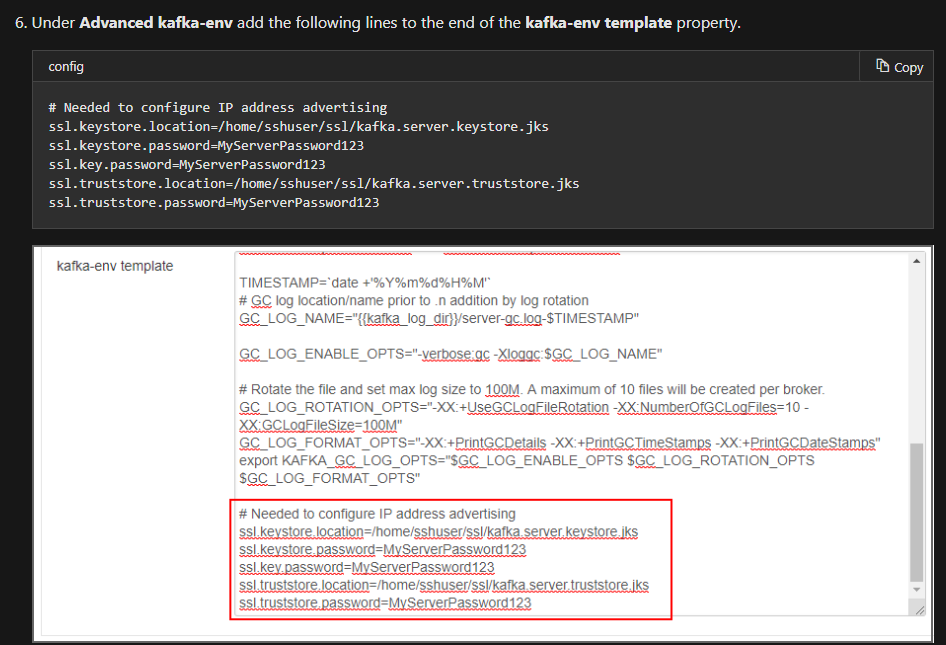 6. Under Advanced kafka-env add the following lines to the end of the kafka-env template property.
config
Copy
# Needed to configure IP address advertising
ssl.keystore.location=/home/sshuser/ssl/kafka.server.keystore.jks
ssl.keystore.password=MyServerPassword123
ssl.key.password=MyServerPassword123
ssl.truststore.location=/home/sshuser/ssl/kafka.server.truststore.jks
ssl.truststore.password=MyServerPassword123
kafka-env template
TIMESTAMP=`date +'%Y%m%d%H%M'`
# GC log location/name prior to .n addition by log rotation
GC_LOG_NAME="{{kafka_log_dir}}/server-gc.log-$TIMESTAMP"
GC_LOG_ENABLE_OPTS="-verbose:gc -Xloggc:$GC_LOG_NAME"
# Rotate the file and set max log size to 100M. A maximum of 10 files will be created per broker.
GC_LOG_ROTATION_OPTS="-XX:+UseGCLogFileRotation -XX:NumberOfGCLogFiles=10 -
XX:GCLogFileSize=100M"
GC_LOG_FORMAT_OPTS="-XX:+PrintGCDetails -XX:+PrintGCTimeStamps -XX:+PrintGCDateStamps"
export KAFKA_GC_LOG_OPTS="$GC_LOG_ENABLE_OPTS $GC_LOG_ROTATION_OPTS
$GC_LOG_FORMAT_OPTS"
# Needed to configure IP address advertising
ssl.keystore.location=/home/sshuser/ssl/kafka.server.keystore.jks
ssl.keystore.password=MyServerPassword123
ssl.key.password=MyServerPassword123
ssl.truststore.location=/home/sshuser/ssl/kafka.server.truststore.jks
ssl.truststore.password=MyServerPassword123